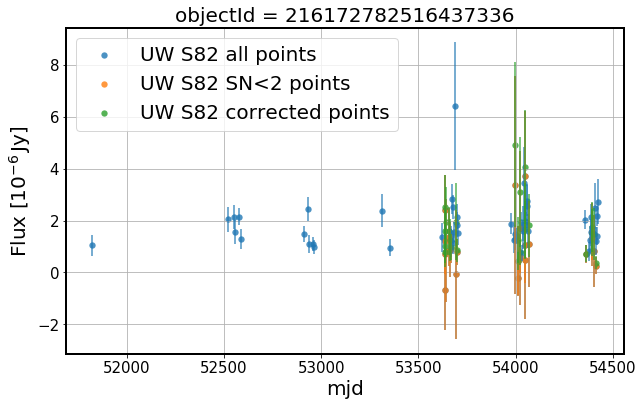 objectId = 216172782516437336
UW S82 all points
UW S82 SN<2 points
UW S82 corrected points
Flux [10⁻⁶Jy]
8
6
4
2
0
−2
52000 52500 53000 53500 54000 54500
mjd